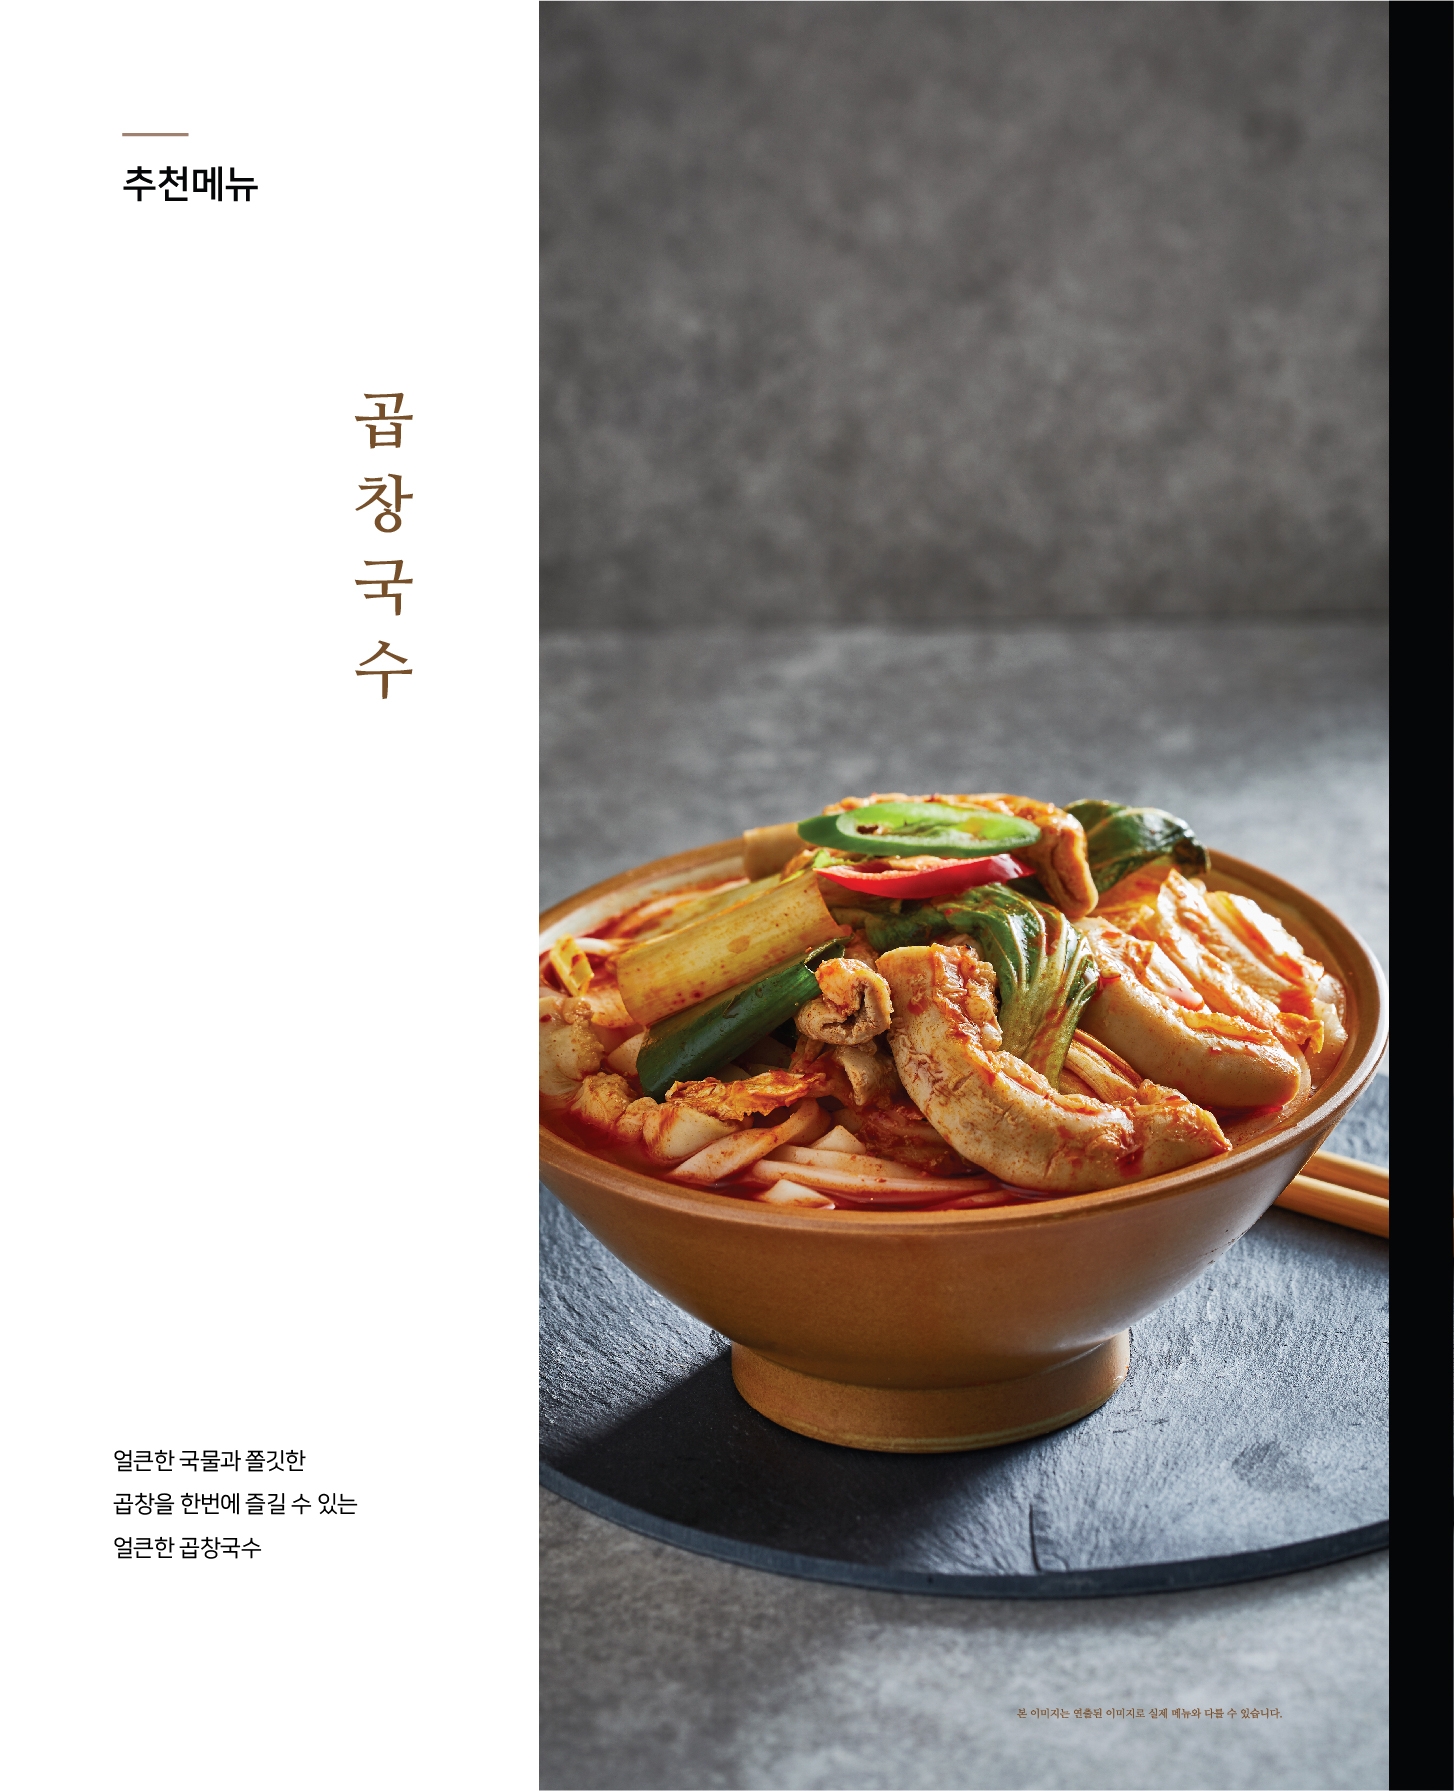 추천메뉴
곱창국수
얼큰한 국물과 쫄깃한
곱창을 한번에 즐길 수 있는
얼큰한 곱창국수
본 이미지는 연출된 이미지로 실제 메뉴와 다를 수 있습니다.